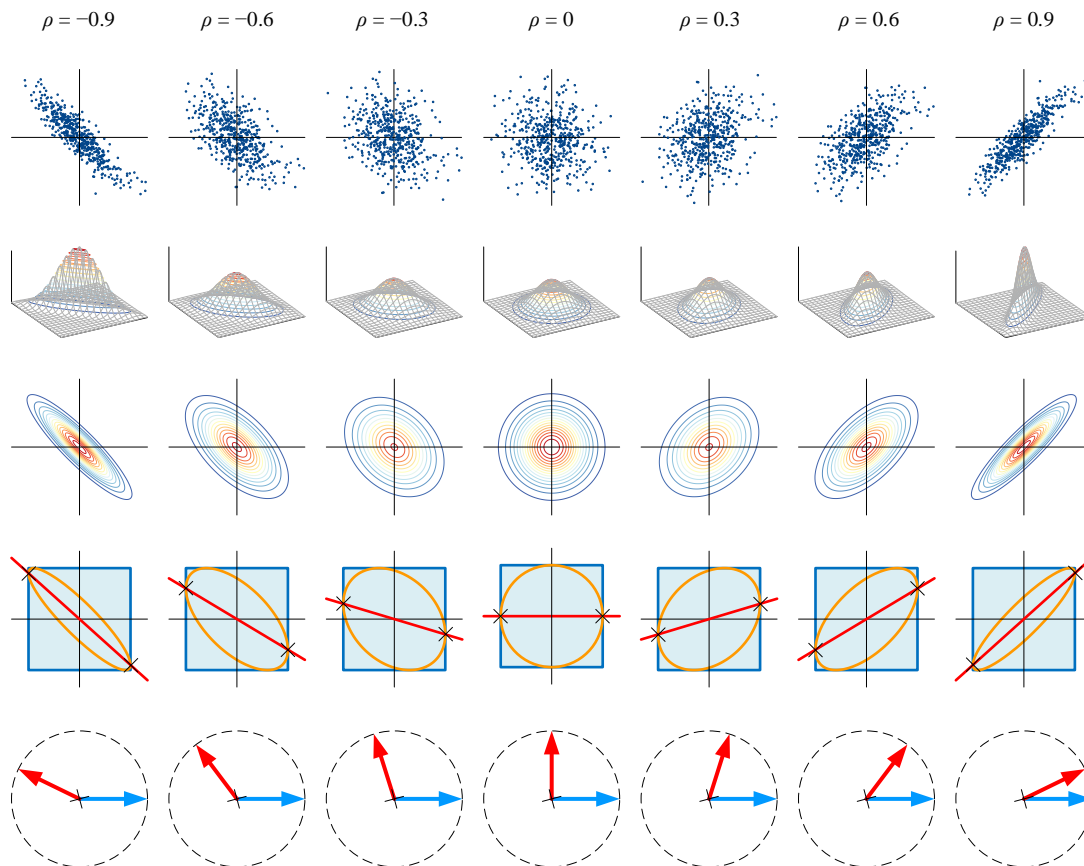 ρ = −0.9 ρ = −0.6 ρ = −0.3 ρ = 0 ρ = 0.3 ρ = 0.6 ρ = 0.9